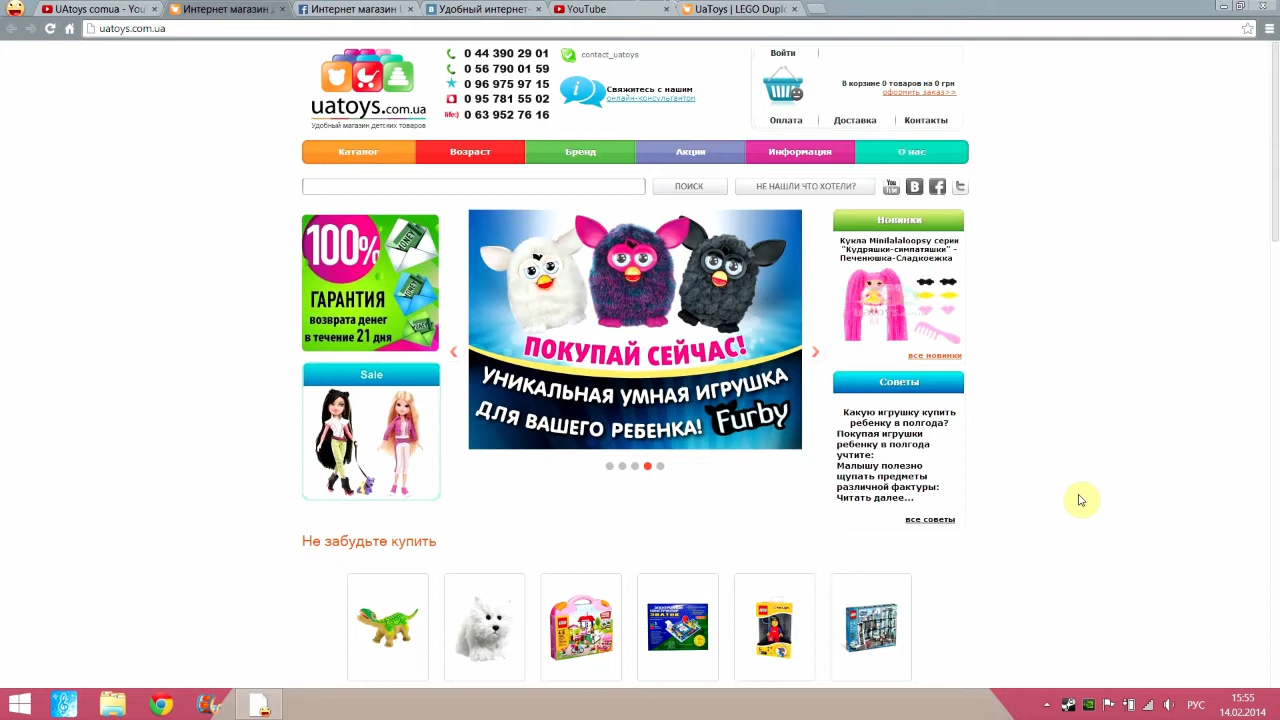 UAtoys comua - You
Интернет магазин
Интернет магазин
Удобный интернет-
YouTube
UaToys | LEGO Duplo
uatoys.com.ua
uatoys.com.ua
Удобный магазин детских товаров
0 44 390 29 01
0 56 790 01 59
0 96 975 97 15
0 95 781 55 02
life:) 0 63 952 76 16
contact_uatoys
Свяжитесь с нашим
онлайн-консультантом
Войти
В корзине 0 товаров на 0 грн
оформить заказ>>
Оплата Доставка Контакты
Каталог Возраст Бренд Акции Информация О нас
ПОИСК НЕ НАШЛИ ЧТО ХОТЕЛИ? You Tube B f t
100%
ГАРАНТИЯ
возврата денег
в течение 21 дня
Sale
ПОКУПАЙ СЕЙЧАС!
УНИКАЛЬНАЯ УМНАЯ ИГРУШКА
ДЛЯ ВАШЕГО РЕБЕНКА! Furby
Новинки
Кукла Minilalaloopsy серии
"Кудряшки-симпатяшки" -
Печенюшка-Сладкоежка
все новинки
Советы
Какую игрушку купить
ребенку в полгода?
Покупая игрушки
ребенку в полгода
учтите:
Малышу полезно
щупать предметы
различной фактуры:
Читать далее...
все советы
Не забудьте купить
ЗНАТОК
РУС
15:55
14.02.2014